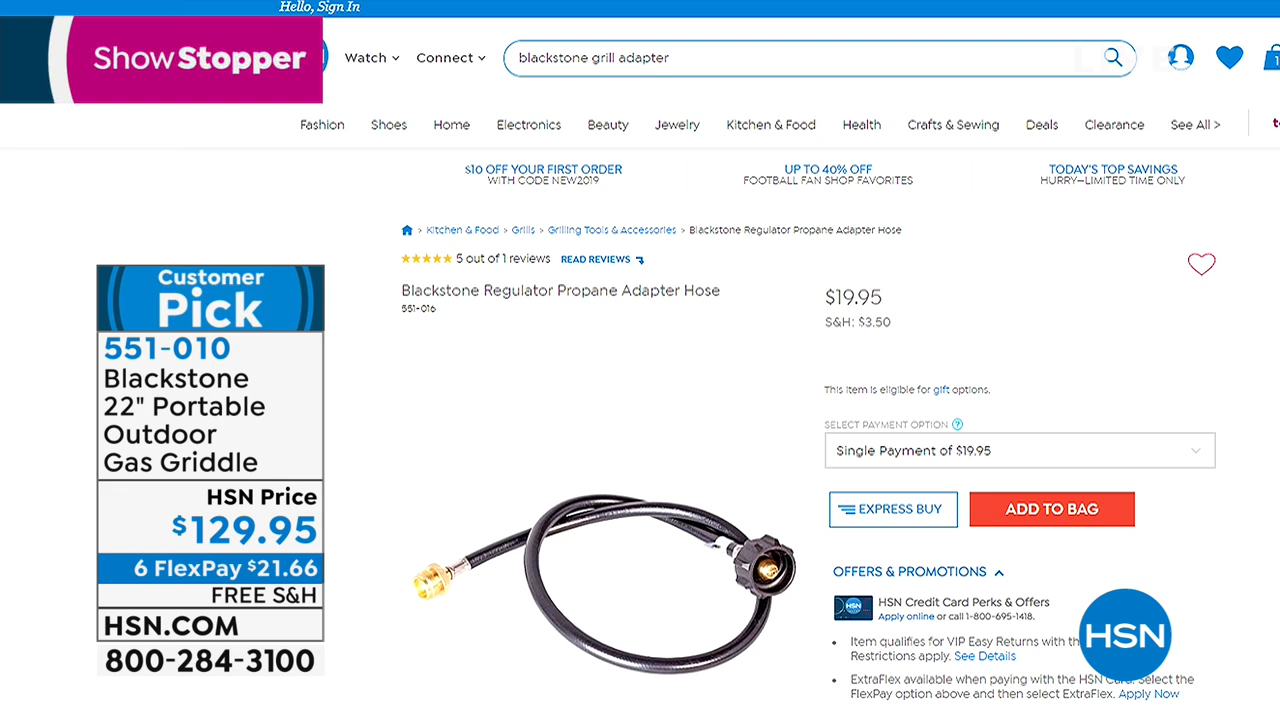 Hello, Sign In
ShowStopper
Watch
Connect
blackstone grill adapter
1
Fashion
Shoes
Home
Electronics
Beauty
Jewelry
Kitchen & Food
Health
Crafts & Sewing
Deals
Clearance
See All >
$10 OFF YOUR FIRST ORDER
WITH CODE NEW2019
UP TO 40% OFF
FOOTBALL FAN SHOP FAVORITES
TODAY'S TOP SAVINGS
HURRY—LIMITED TIME ONLY
> Kitchen & Food > Grills > Grilling Tools & Accessories > Blackstone Regulator Propane Adapter Hose
5 out of 1 reviews READ REVIEWS
Blackstone Regulator Propane Adapter Hose
551-016
$19.95
S&H: $3.50
This item is eligible for gift options.
SELECT PAYMENT OPTION ?
Single Payment of $19.95
EXPRESS BUY
ADD TO BAG
OFFERS & PROMOTIONS
HSN
HSN Credit Card Perks & Offers
Apply online or call 1-800-695-1418.
• Item qualifies for VIP Easy Returns with th
Restrictions apply. See Details
• ExtraFlex available when paying with the HSN Card. Select the
FlexPay option above and then select ExtraFlex. Apply Now
HSN
Customer
Pick
551-010
Blackstone
22" Portable
Outdoor
Gas Griddle
HSN Price
$129.95
6 FlexPay $21.66
FREE S&H
HSN.COM
800-284-3100